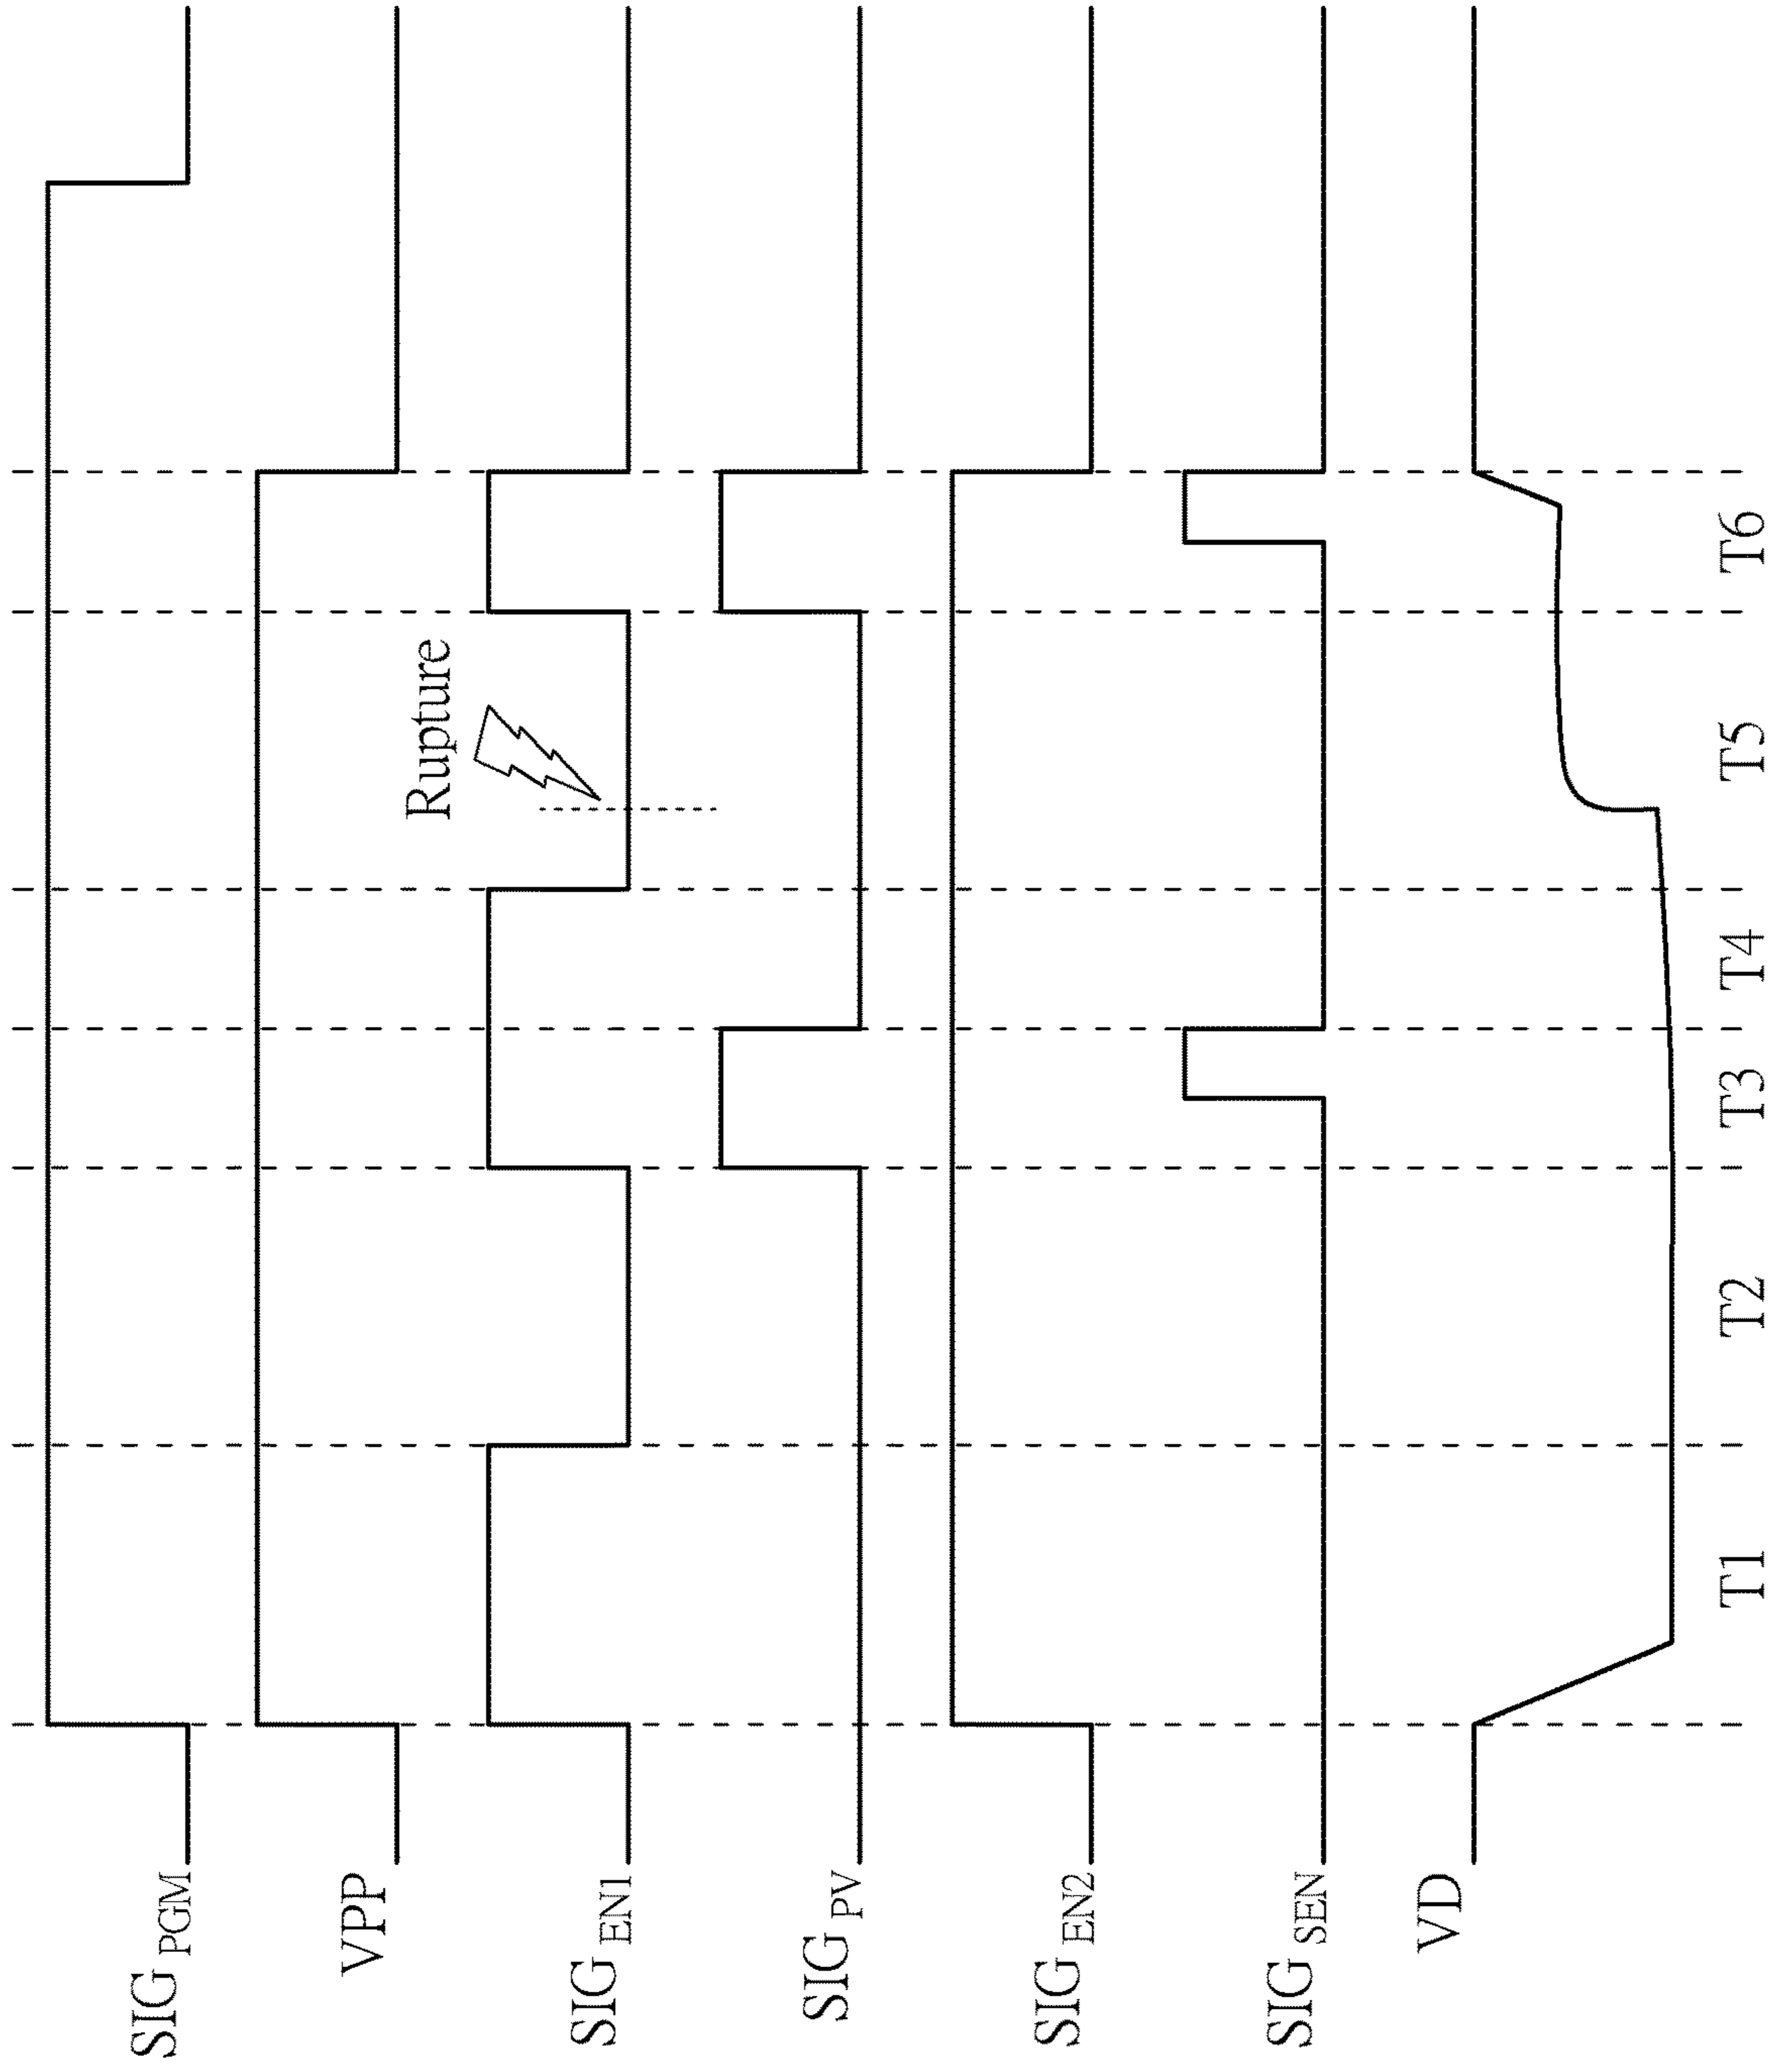 SIG PGM
VPP
SIG EN1
Rupture
SIG PV
SIG EN2
SIG SEN
VD
T1 T2 T3 T4 T5 T6